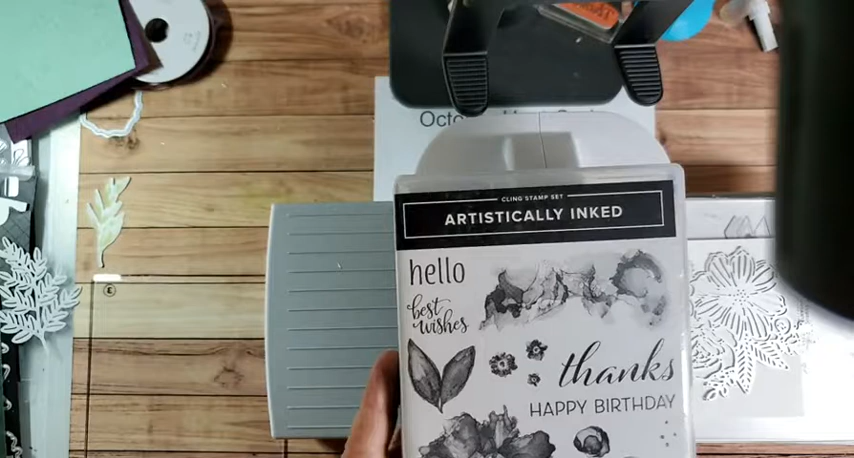 CLING STAMP SET
ARTISTICALLY INKED
hello
best
wishes
thanks
HAPPY BIRTHDAY